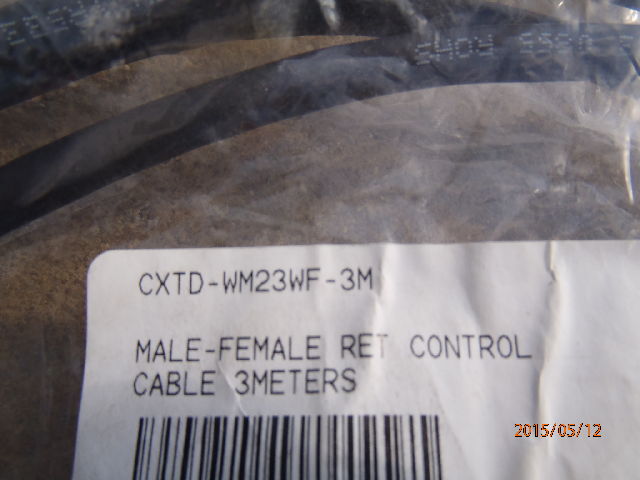 CXTD-WM23WF-3M
MALE-FEMALE RET CONTROL
CABLE 3METERS
2015/05/12